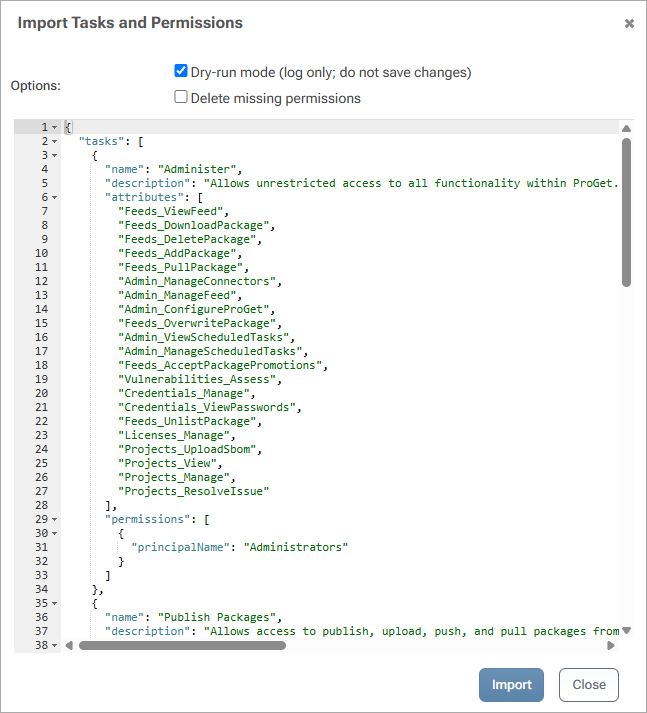 Import Tasks and Permissions
Options:
Dry-run mode (log only; do not save changes)
Delete missing permissions
1 {
2 "tasks": [
3 {
4 "name": "Administer",
5 "description": "Allows unrestricted access to all functionality within ProGet.
6 "attributes": [
7 "Feeds_ViewFeed",
8 "Feeds_DownloadPackage",
9 "Feeds_DeletePackage",
10 "Feeds_AddPackage",
11 "Feeds_PullPackage",
12 "Admin_ManageConnectors",
13 "Admin_ManageFeed",
14 "Admin_ConfigureProGet",
15 "Feeds_OverwritePackage",
16 "Admin_ViewScheduledTasks",
17 "Admin_ManageScheduledTasks",
18 "Feeds_AcceptPackagePromotions",
19 "Vulnerabilities_Assess",
20 "Credentials_Manage",
21 "Credentials_ViewPasswords",
22 "Feeds_UnlistPackage",
23 "Licenses_Manage",
24 "Projects_UploadSbom",
25 "Projects_View",
26 "Projects_Manage",
27 "Projects_ResolveIssue"
28 ],
29 "permissions": [
30 {
31 "principalName": "Administrators"
32 }
33 ]
34 },
35 {
36 "name": "Publish Packages",
37 "description": "Allows access to publish, upload, push, and pull packages from
38
Import
Close